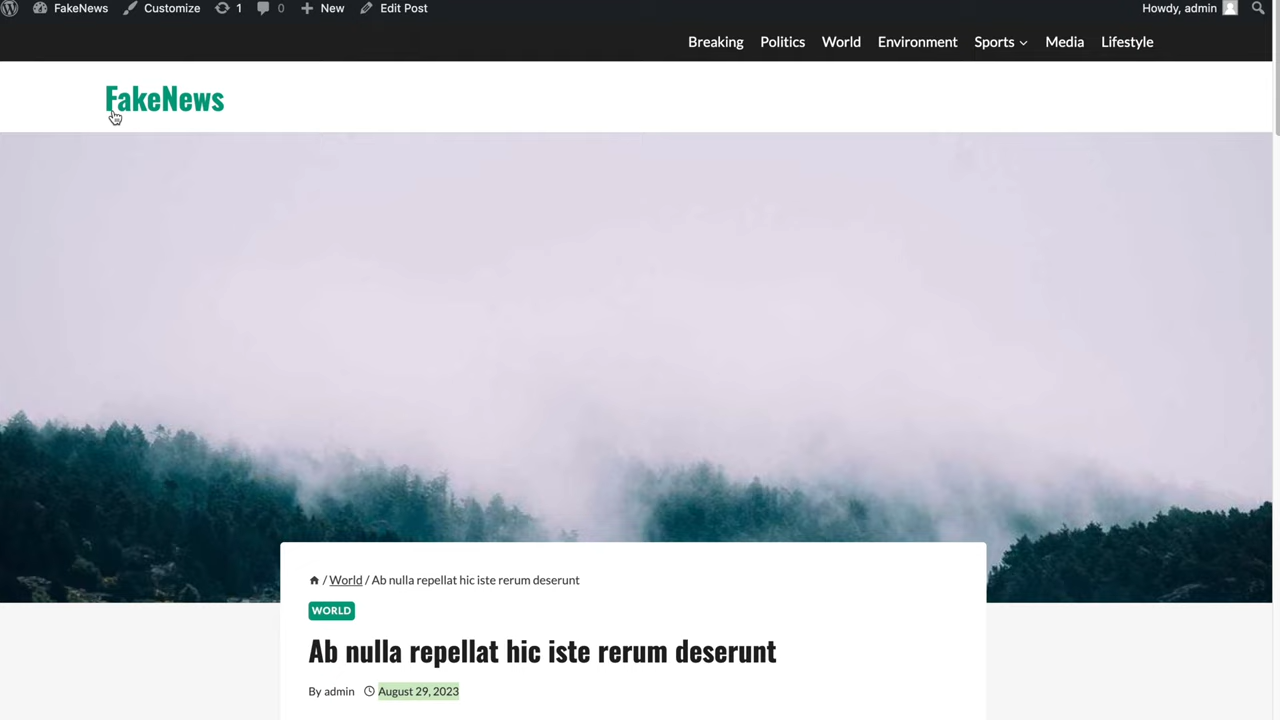 FakeNews Customize 1 0 New Edit Post Howdy, admin
Breaking Politics World Environment Sports Media Lifestyle
FakeNews
/ World / Ab nulla repellat hic iste rerum deserunt
WORLD
Ab nulla repellat hic iste rerum deserunt
By admin August 29, 2023